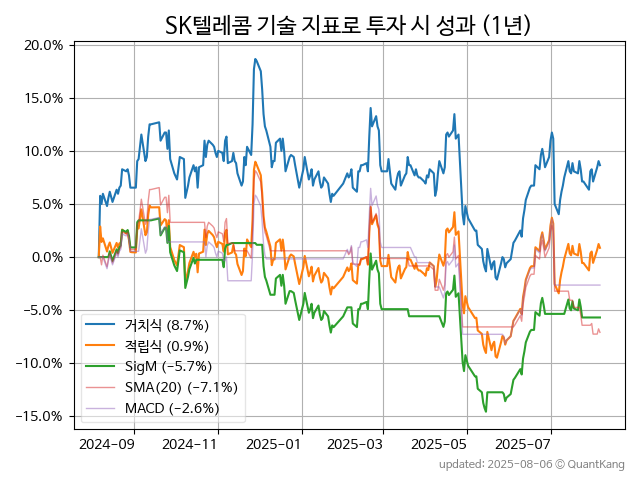 SK텔레콤 기술 지표로 투자 시 성과 (1년)
20.0%
15.0%
10.0%
5.0%
0.0%
−5.0%
−10.0%
−15.0%
거치식 (8.7%)
적립식 (0.9%)
SigM (−5.7%)
SMA(20) (−7.1%)
MACD (−2.6%)
2024-09 2024-11 2025-01 2025-03 2025-05 2025-07
updated: 2025-08-06 © QuantKang